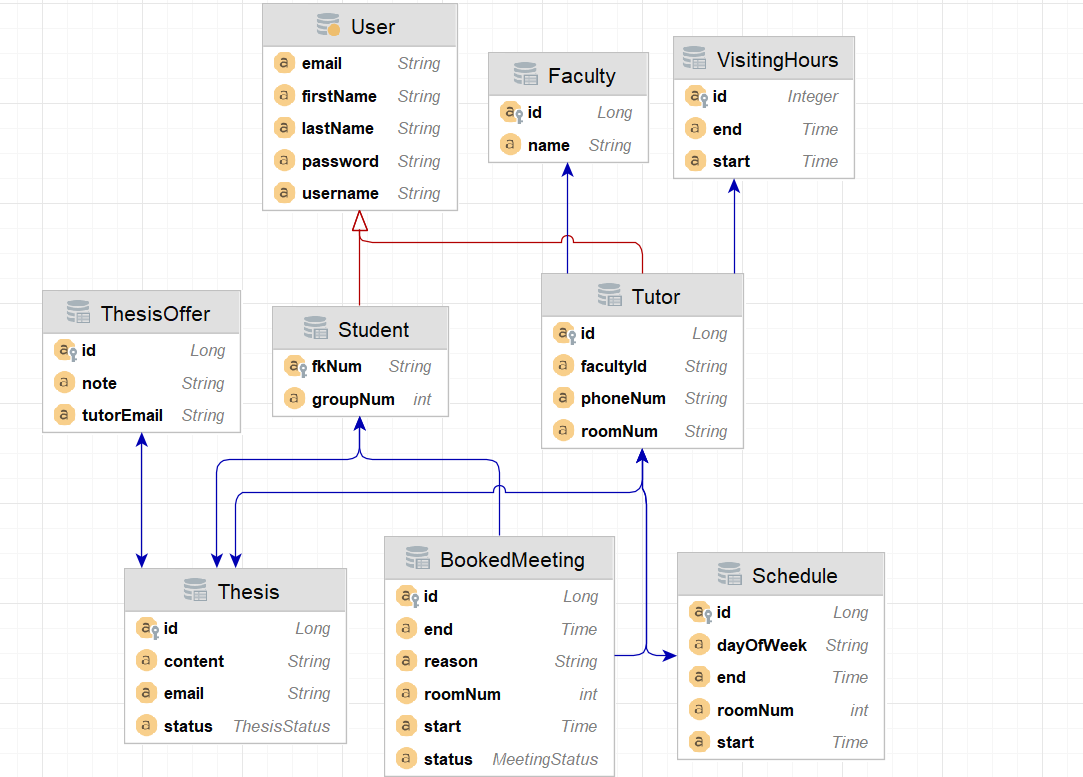 User
email String
firstName String
lastName String
password String
username String
Faculty
id Long
name String
VisitingHours
id Integer
end Time
start Time
ThesisOffer
id Long
note String
tutorEmail String
Student
fkNum String
groupNum int
Tutor
id Long
facultyId String
phoneNum String
roomNum String
Thesis
id Long
content String
email String
status ThesisStatus
BookedMeeting
id Long
end Time
reason String
roomNum int
start Time
status MeetingStatus
Schedule
id Long
dayOfWeek String
end Time
roomNum int
start Time